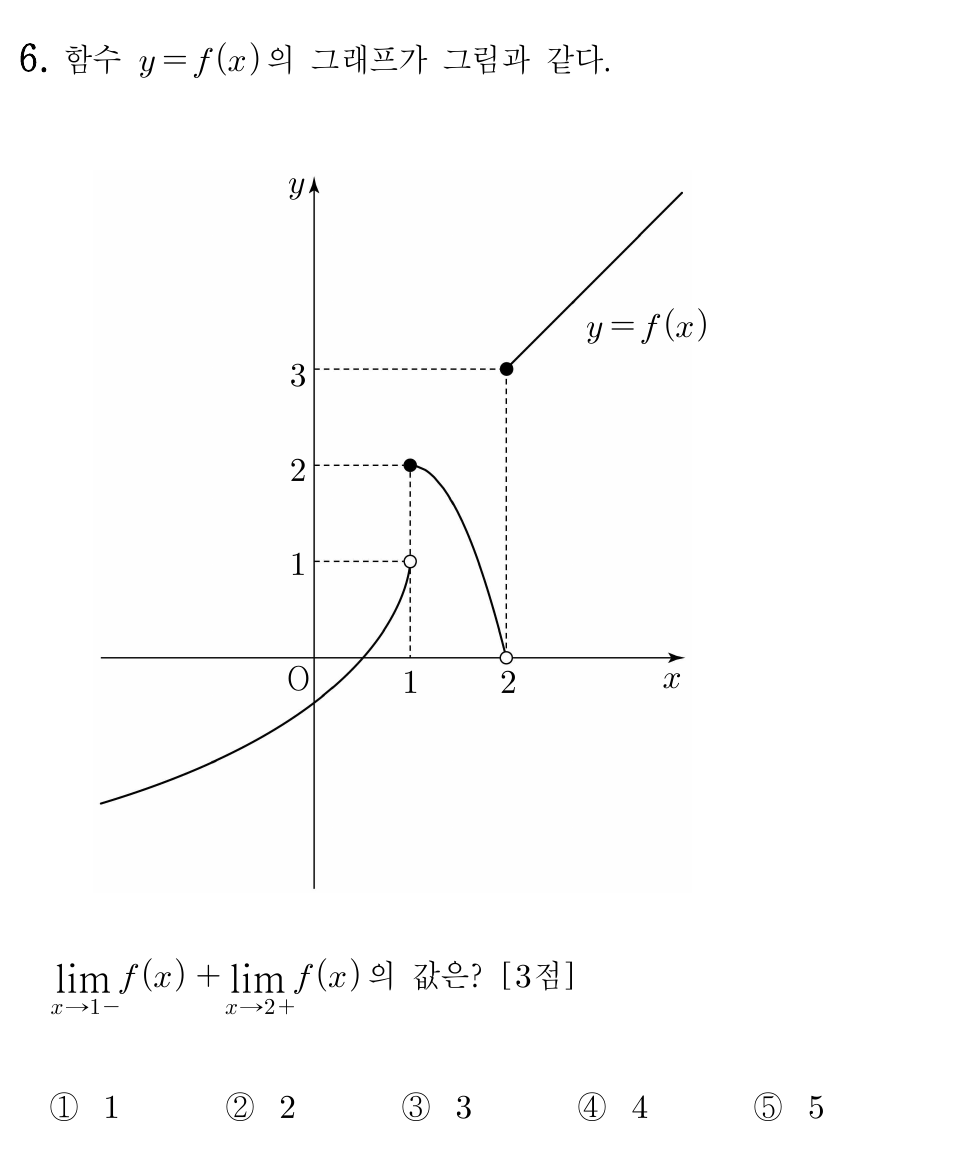 6. 함수 y=f(x)의 그래프가 그림과 같다.
y
y=f(x)
3
2
1
O 1 2 x
lim f(x)+lim f(x)의 값은? [3점]
x→1− x→2+
① 1 ② 2 ③ 3 ④ 4 ⑤ 5